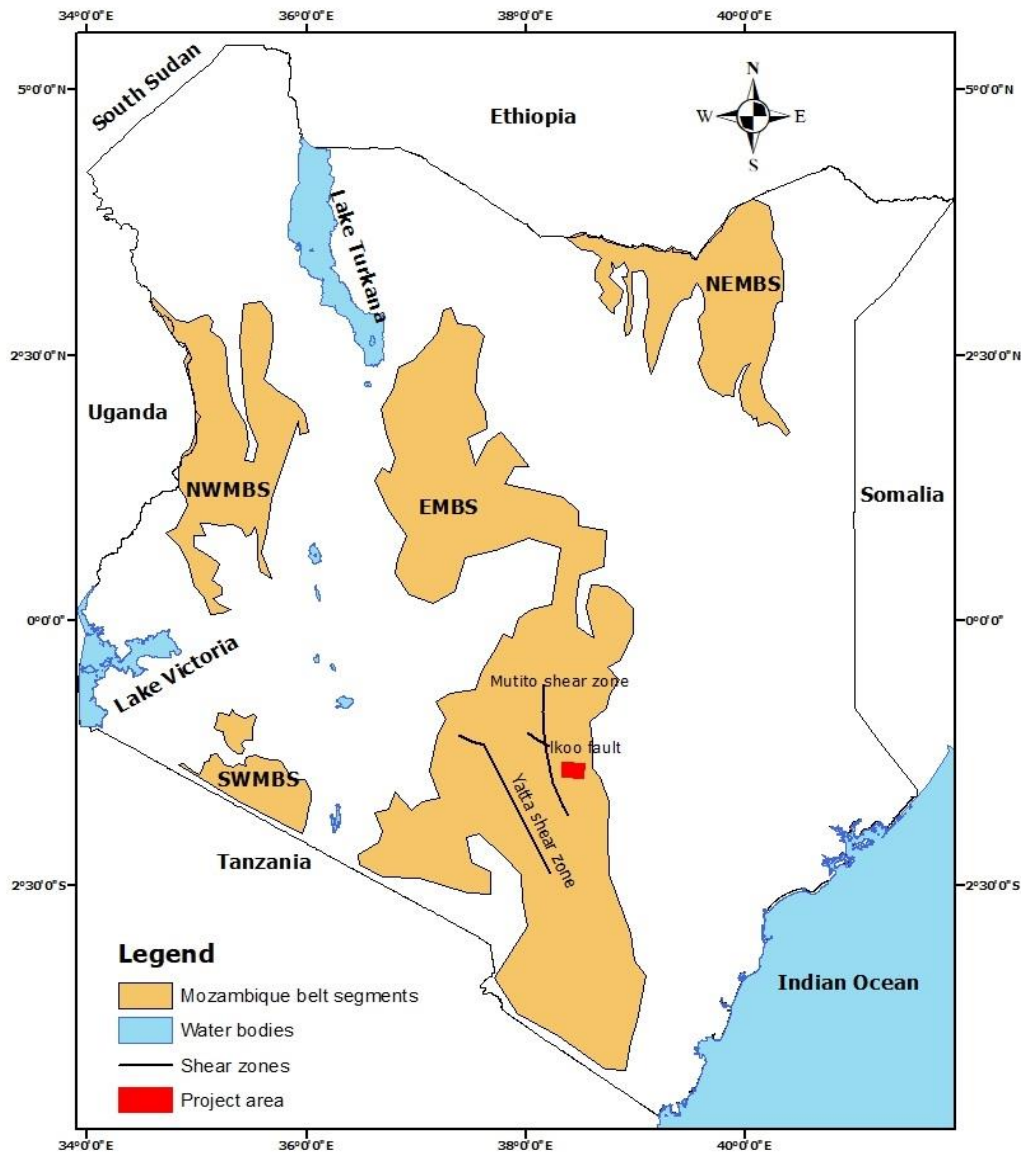 34°0'0"E 36°0'0"E 38°0'0"E 40°0'0"E
5°0'0"N
5°0'0"N
South Sudan
Ethiopia
N
W E
S
Lake Turkana
NEMBS
2°30'0"N
2°30'0"N
Uganda
NWMBS
EMBS
Somalia
0°0'0"
0°0'0"
Lake Victoria
Mutito shear zone
Ikoo fault
SWMBS
Yatta shear zone
Tanzania
2°30'0"S
2°30'0"S
Indian Ocean
Legend
Mozambique belt segments
Water bodies
Shear zones
Project area
34°0'0"E 36°0'0"E 38°0'0"E 40°0'0"E